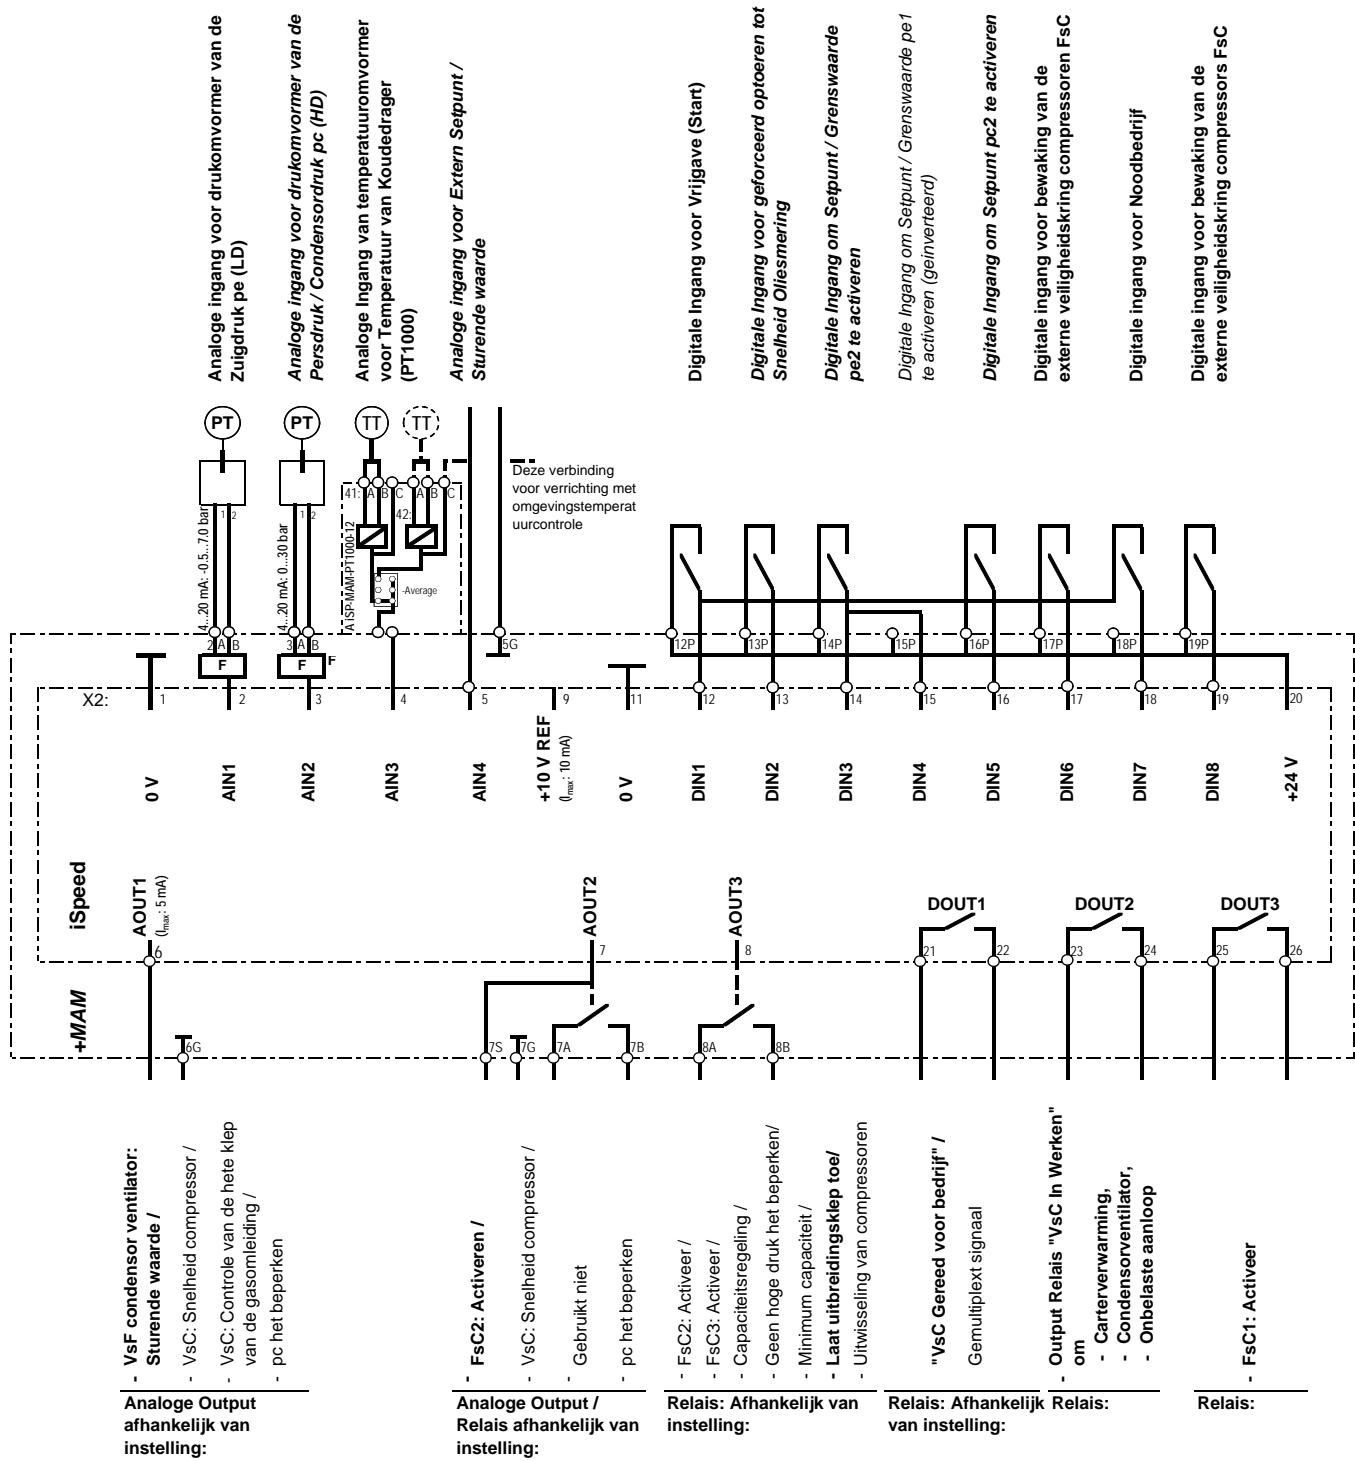 Analoge ingang voor drukomvormer van de
Zuigdruk pe (LD)
Analoge ingang voor drukomvormer van de
Persdruk / Condensordruk pc (HD)
Analoge Ingang van temperatuuromvormer
voor Temperatuur van Koudedrager
(PT1000)
Analoge ingang voor Extern Setpunt /
Sturende waarde
Digitale Ingang voor Vrijgave (Start)
Digitale Ingang voor geforceerd optoeren tot
Snelheid Oliesmering
Digitale Ingang om Setpunt / Grenswaarde
pe2 te activeren
Digitale Ingang om Setpunt / Grenswaarde pe1
te activeren (geinverteerd)
Digitale Ingang om Setpunt pc2 te activeren
Digitale ingang voor bewaking van de
externe veiligheidskring compressoren FsC
Digitale ingang voor Noodbedrijf
Digitale ingang voor bewaking van de
externe veiligheidskring compressors FsC
PT
PT
TT
TT
1
2
1
2
4...20 mA: -0.5...7.0 bar
4...20 mA: 0...30 bar
A iSP-MAM-PT1000-12
41: A B C A B C
42:
-Average
Deze verbinding
voor verrichting met
omgevingstemperat
uurcontrole
2 A B
3 A B
F
F
F
5G
12P
13P
14P
15P
16P
17P
18P
19P
X2:
1
2
3
4
5
9
11
12
13
14
15
16
17
18
19
20
0 V
AIN1
AIN2
AIN3
AIN4
+10 V REF
(Imax: 10 mA)
0 V
DIN1
DIN2
DIN3
DIN4
DIN5
DIN6
DIN7
DIN8
+24 V
iSpeed
AOUT1
(Imax: 5 mA)
AOUT2
AOUT3
DOUT1
DOUT2
DOUT3
6
7
8
21
22
23
24
25
26
+MAM
6G
7S
7G
7A
7B
8A
8B
- VsF condensor ventilator:
Sturende waarde /
- VsC: Snelheid compressor /
- VsC: Controle van de hete klep
van de gasomleiding /
- pc het beperken
Analoge Output
afhankelijk van
instelling:
- FsC2: Activeren /
- VsC: Snelheid compressor /
- Gebruikt niet
- pc het beperken
Analoge Output /
Relais afhankelijk van
instelling:
- FsC2: Activeer /
- FsC3: Activeer /
- Capaciteitsregeling /
- Geen hoge druk het beperken/
- Minimum capaciteit /
- Laat uitbreidingsklep toe/
- Uitwisseling van compressoren
Relais: Afhankelijk van
instelling:
"VsC Gereed voor bedrijf" /
Gemultiplext signaal
Relais: Afhankelijk
van instelling:
- Output Relais "VsC In Werken"
om
- Carterverwarming,
- Condensorventilator,
- Onbelaste aanloop
Relais:
- FsC1: Activeer
Relais: